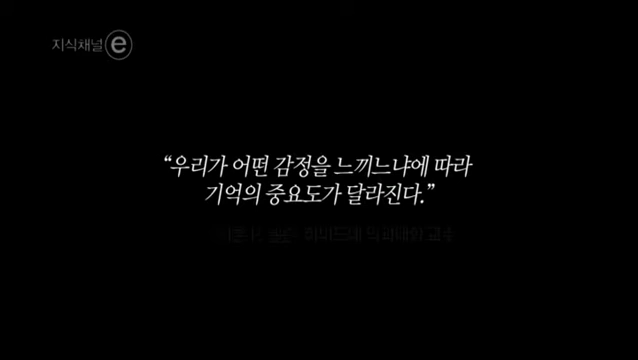 지식채널 e
“우리가 어떤 감정을 느끼느냐에 따라
기억의 중요도가 달라진다.”